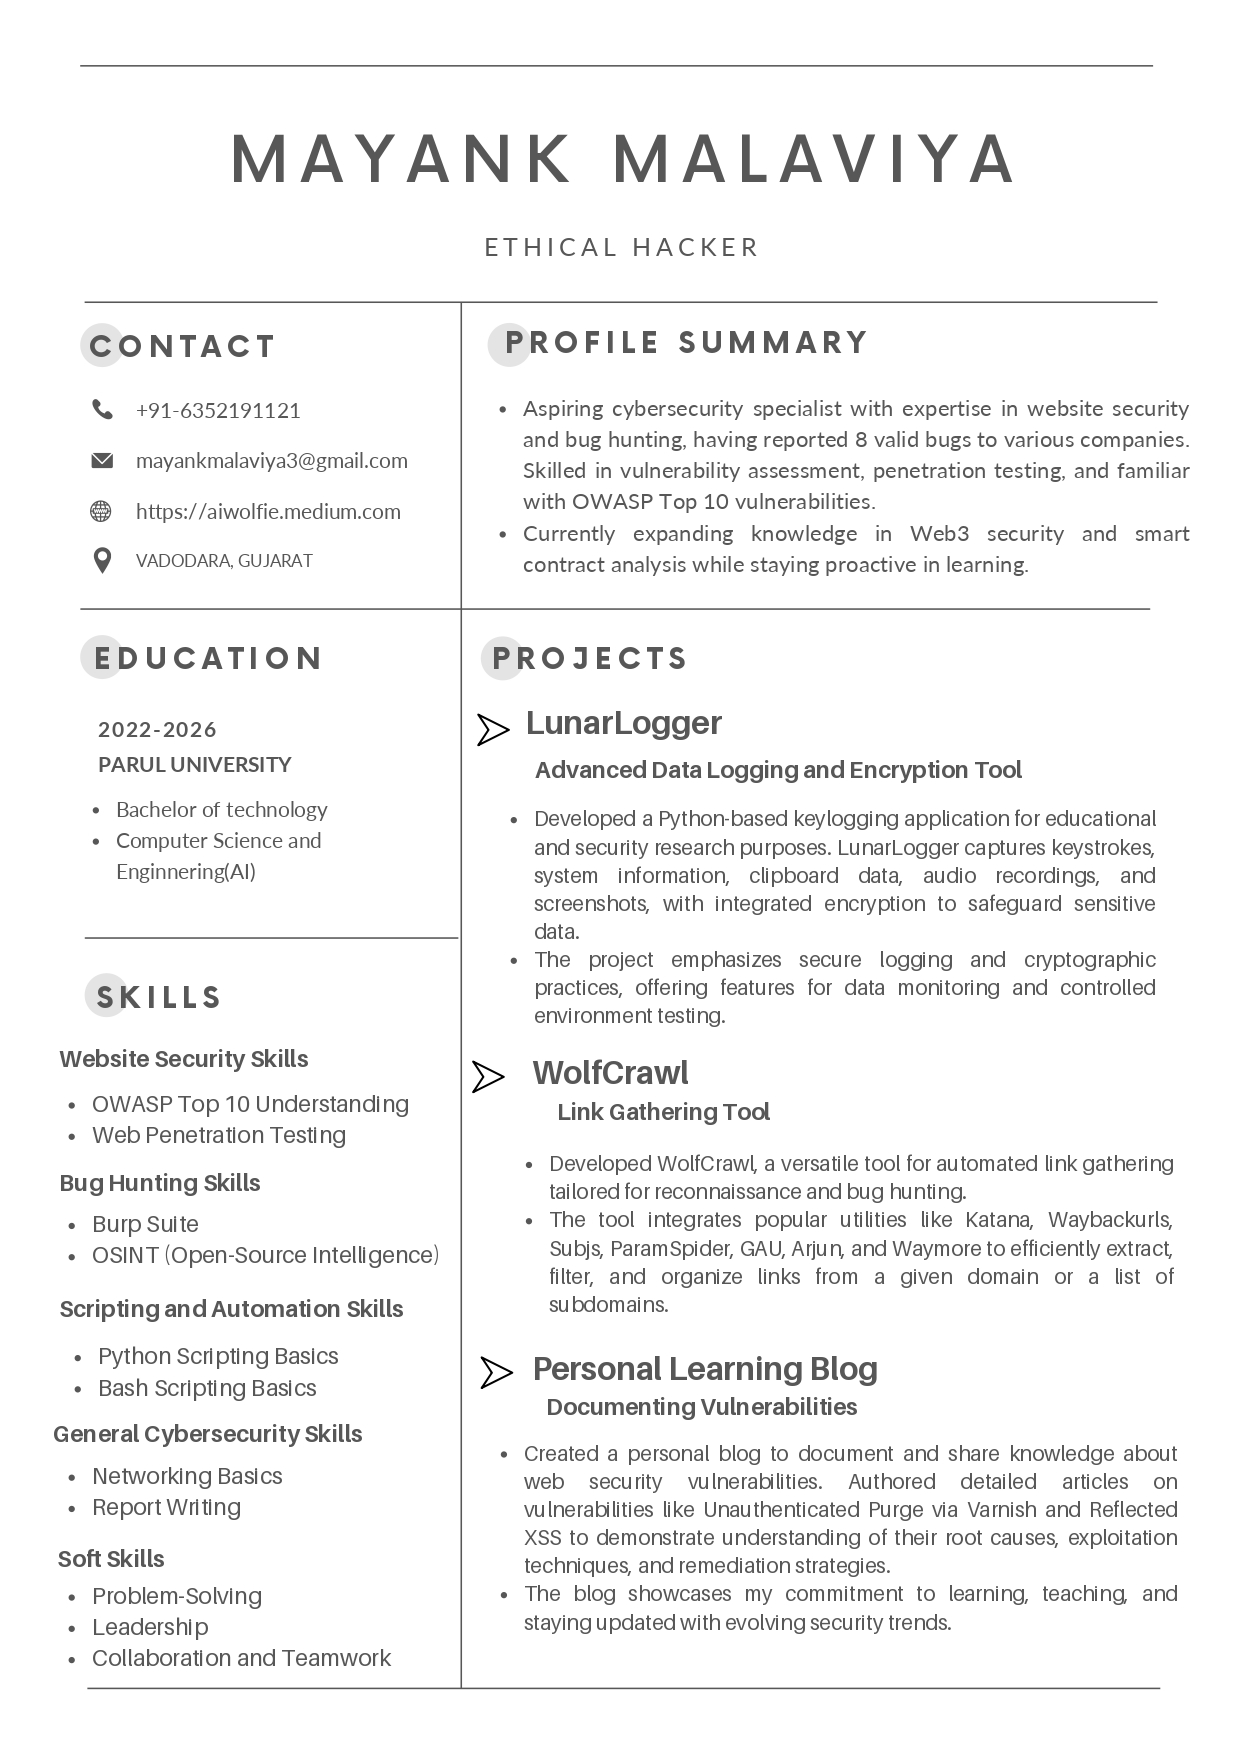 MAYANK MALAVIYA
ETHICAL HACKER
CONTACT
+91-6352191121
mayankmalaviya3@gmail.com
https://aiwolfie.medium.com
VADODARA, GUJARAT
PROFILE SUMMARY
• Aspiring cybersecurity specialist with expertise in website security
and bug hunting, having reported 8 valid bugs to various companies.
Skilled in vulnerability assessment, penetration testing, and familiar
with OWASP Top 10 vulnerabilities.
• Currently expanding knowledge in Web3 security and smart
contract analysis while staying proactive in learning.
EDUCATION
2022-2026
PARUL UNIVERSITY
• Bachelor of technology
• Computer Science and
Enginnering(AI)
SKILLS
Website Security Skills
• OWASP Top 10 Understanding
• Web Penetration Testing
Bug Hunting Skills
• Burp Suite
• OSINT (Open-Source Intelligence)
Scripting and Automation Skills
• Python Scripting Basics
• Bash Scripting Basics
General Cybersecurity Skills
• Networking Basics
• Report Writing
Soft Skills
• Problem-Solving
• Leadership
• Collaboration and Teamwork
PROJECTS
LunarLogger
Advanced Data Logging and Encryption Tool
• Developed a Python-based keylogging application for educational
and security research purposes. LunarLogger captures keystrokes,
system information, clipboard data, audio recordings, and
screenshots, with integrated encryption to safeguard sensitive
data.
• The project emphasizes secure logging and cryptographic
practices, offering features for data monitoring and controlled
environment testing.
WolfCrawl
Link Gathering Tool
• Developed WolfCrawl, a versatile tool for automated link gathering
tailored for reconnaissance and bug hunting.
• The tool integrates popular utilities like Katana, Waybackurls,
Subjs, ParamSpider, GAU, Arjun, and Waymore to efficiently extract,
filter, and organize links from a given domain or a list of
subdomains.
Personal Learning Blog
Documenting Vulnerabilities
• Created a personal blog to document and share knowledge about
web security vulnerabilities. Authored detailed articles on
vulnerabilities like Unauthenticated Purge via Varnish and Reflected
XSS to demonstrate understanding of their root causes, exploitation
techniques, and remediation strategies.
• The blog showcases my commitment to learning, teaching, and
staying updated with evolving security trends.